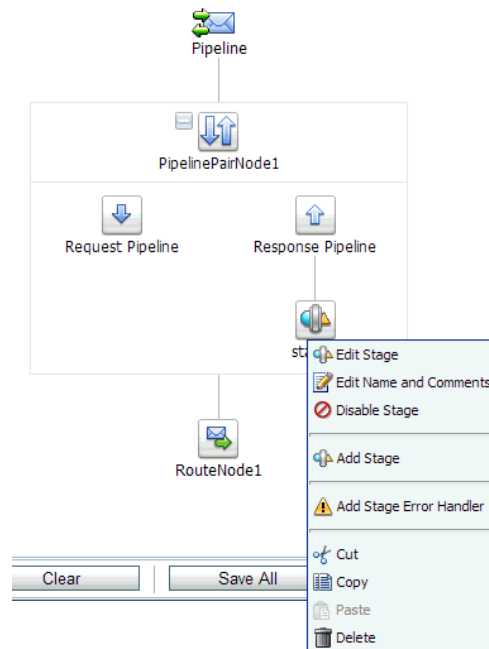 Pipeline
PipelinePairNode1
Request Pipeline
Response Pipeline
Edit Stage
Edit Name and Comments
Disable Stage
Add Stage
RouteNode1
Add Stage Error Handler
Cut
Clear
Save All
Copy
Paste
Delete